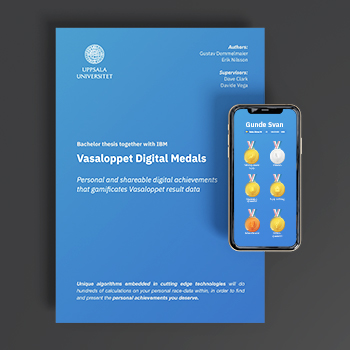 UPPSALA
UNIVERSITET
Authors:
Gustav Dommelmaier
Erik Nilsson
Supervisors:
Dave Clark
Davide Vega
Bachelor thesis together with IBM
Vasaloppet Digital Medals
Personal and shareable digital achievements
that gamificates Vasaloppet result data
Gunde Svan
Unique algorithms embedded in cutting edge technologies will do
hundreds of calculations on your personal race-data within, in order to find
and present the personal achievements you deserve.